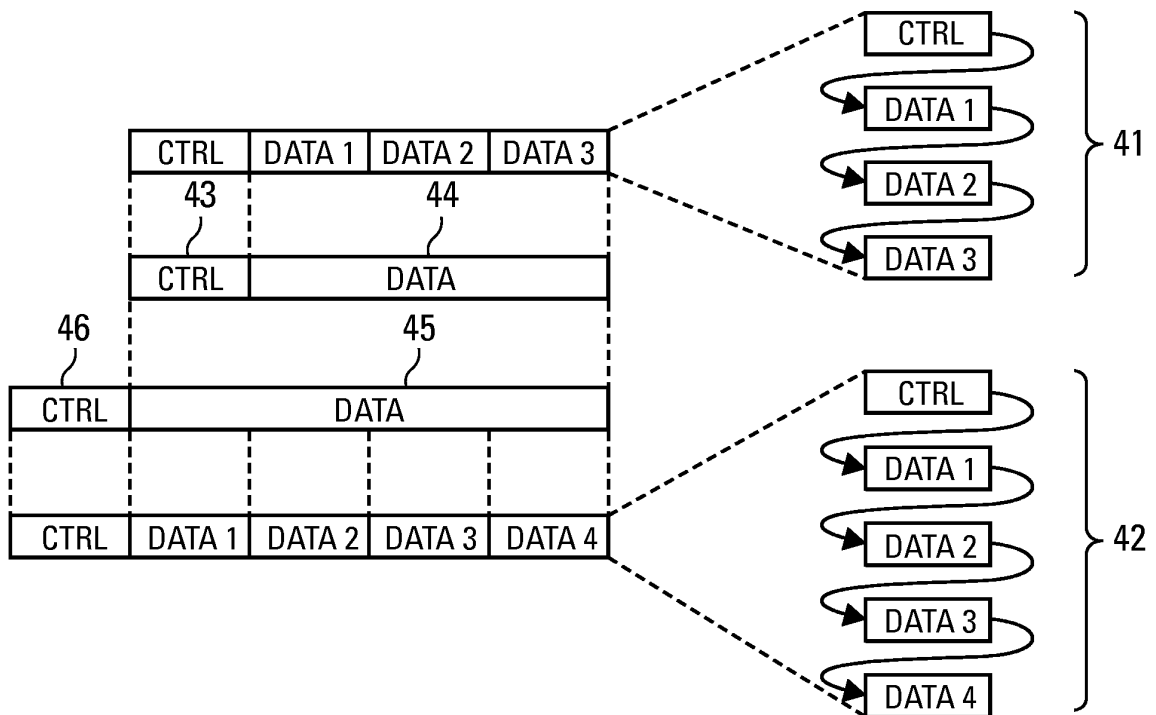 CTRL
DATA 1
DATA 2
DATA 3
41
CTRL DATA 1 DATA 2 DATA 3
43 44
CTRL DATA
46 45
CTRL DATA
CTRL DATA 1 DATA 2 DATA 3 DATA 4
CTRL
DATA 1
DATA 2
DATA 3
DATA 4
42